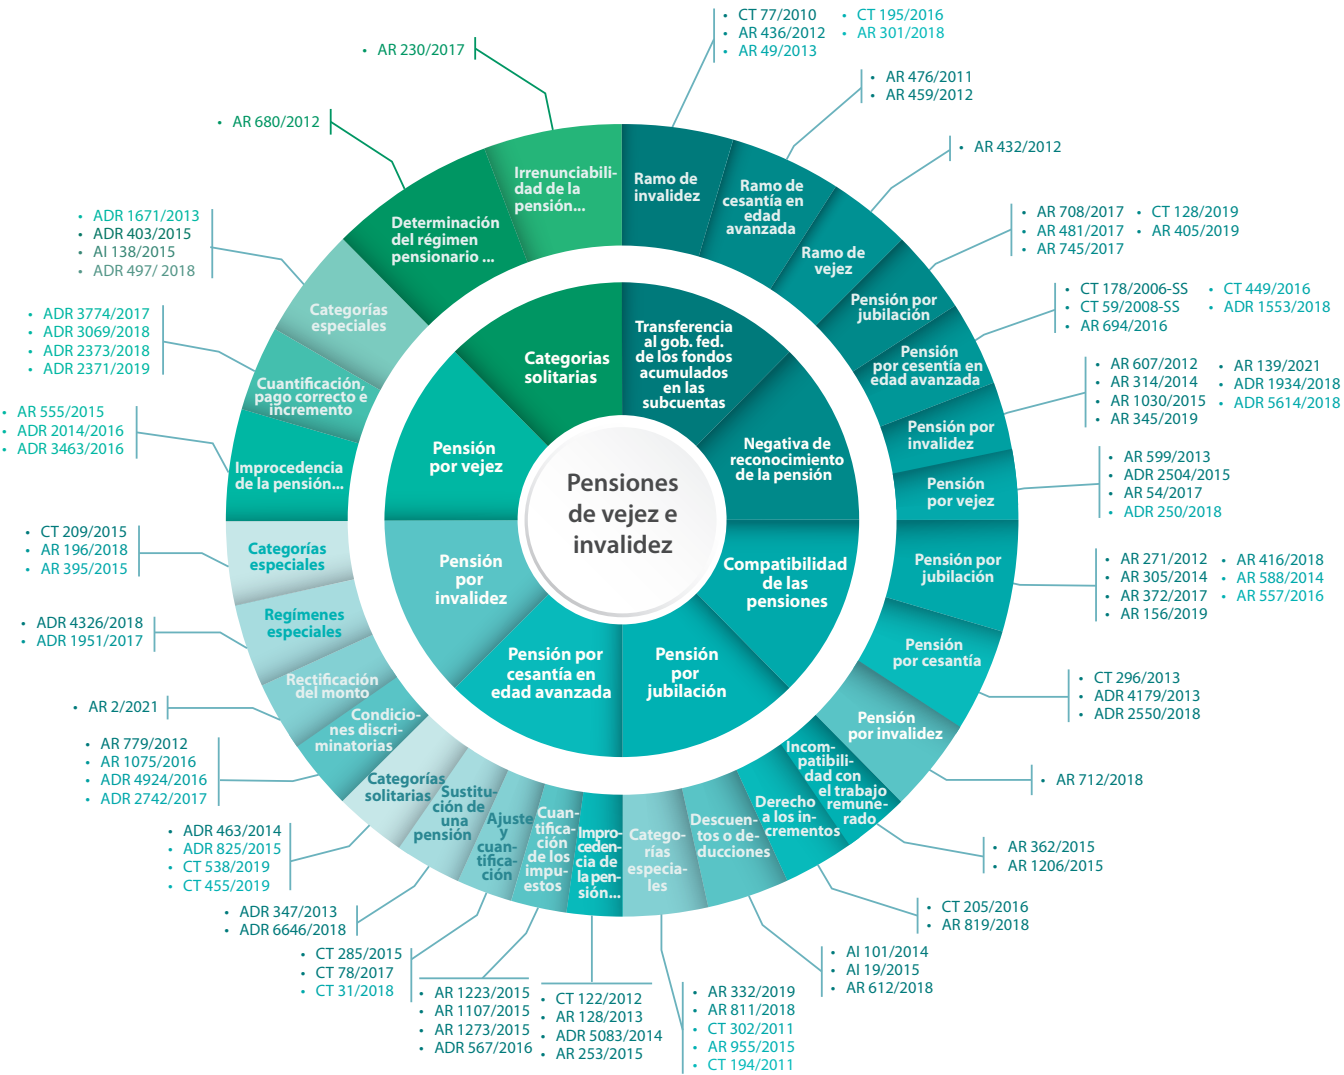 Pensiones
de vejez e
invalidez
Transferencia
al gob. fed.
de los fondos
acumulados
en las
subcuentas
Negativa de
reconocimiento
de la pensión
Compatibilidad
de las
pensiones
Pensión
por
jubilación
Pensión por
cesantía en
edad avanzada
Pensión
por
invalidez
Pensión
por vejez
Categorias
solitarias
Ramo de
invalidez
• CT 77/2010
• AR 436/2012
• AR 49/2013
• CT 195/2016
• AR 301/2018
Ramo de
cesantía en
edad
avanzada
• AR 476/2011
• AR 459/2012
Ramo de
vejez
• AR 432/2012
Pensión por
jubilación
• AR 708/2017
• AR 481/2017
• AR 745/2017
• CT 128/2019
• AR 405/2019
Pensión
por cesentía en
edad avanzada
• CT 178/2006-SS
• CT 59/2008-SS
• AR 694/2016
• CT 449/2016
• ADR 1553/2018
Pensión por
invalidez
• AR 607/2012
• AR 314/2014
• AR 1030/2015
• AR 345/2019
• AR 139/2021
• ADR 1934/2018
• ADR 5614/2018
Pensión
por vejez
• AR 599/2013
• ADR 2504/2015
• AR 54/2017
• ADR 250/2018
Pensión por
jubilación
• AR 271/2012
• AR 305/2014
• AR 372/2017
• AR 156/2019
• AR 416/2018
• AR 588/2014
• AR 557/2016
Pensión
por cesantía
• CT 296/2013
• ADR 4179/2013
• ADR 2550/2018
Pensión
por invalidez
• AR 712/2018
Incom-
patibili-
dad con
el trabajo
remune-
rado
• AR 362/2015
• AR 1206/2015
Derecho
a los in-
crementos
• CT 205/2016
• AR 819/2018
Descuen-
tos o de-
ducciones
• AI 101/2014
• AI 19/2015
• AR 612/2018
Catego-
rías
especia-
les
• AR 332/2019
• AR 811/2018
• CT 302/2011
• AR 955/2015
• CT 194/2011
Impro-
ceden-
cia de
la pen-
sión...
• CT 122/2012
• AR 128/2013
• ADR 5083/2014
• AR 253/2015
Cuan-
tifica-
ción
de los
impu-
estos
• AR 1223/2015
• AR 1107/2015
• AR 1273/2015
• ADR 567/2016
Ajuste
y
cuan-
tifica-
ción
• CT 285/2015
• CT 78/2017
• CT 31/2018
Sustitu-
ción de
una
pensión
• ADR 347/2013
• ADR 6646/2018
Categorías
solitarias
• ADR 463/2014
• ADR 825/2015
• CT 538/2019
• CT 455/2019
Condicio-
nes discri-
minatorias
• AR 779/2012
• AR 1075/2016
• ADR 4924/2016
• ADR 2742/2017
Rectificación
del monto
• AR 2/2021
Regímenes
especiales
• ADR 4326/2018
• ADR 1951/2017
Categorías
especiales
• CT 209/2015
• AR 196/2018
• AR 395/2015
Improcedencia
de la pensión...
• AR 555/2015
• ADR 2014/2016
• ADR 3463/2016
Cuantificación,
pago correcto e
incremento
• ADR 3774/2017
• ADR 3069/2018
• ADR 2373/2018
• ADR 2371/2019
Categorías
especiales
• ADR 1671/2013
• ADR 403/2015
• AI 138/2015
• ADR 497/ 2018
Determinación
del régimen
pensionario ...
• AR 680/2012
Irrenunciabili-
dad de la
pensión...
• AR 230/2017